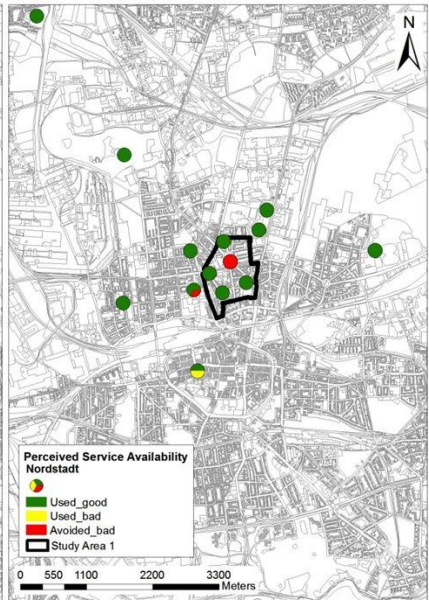 N
Perceived Service Availability
Nordstadt
Used_good
Used_bad
Avoided_bad
Study Area 1
0 550 1100 2200 3300
Meters